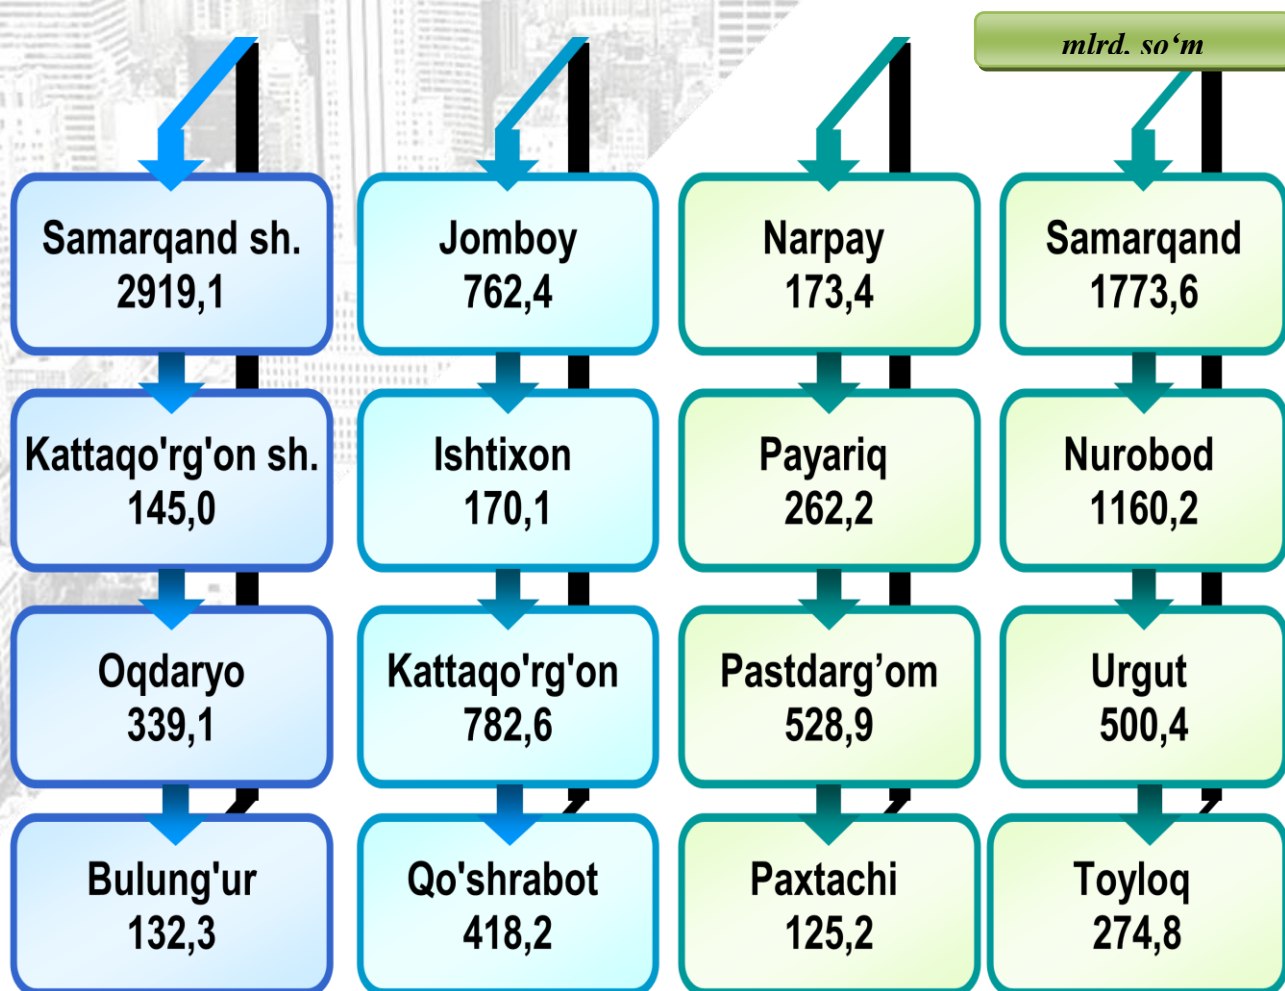 mlrd. so‘m
Samarqand sh.
2919,1
Kattaqo'rg'on sh.
145,0
Oqdaryo
339,1
Bulung'ur
132,3
Jomboy
762,4
Ishtixon
170,1
Kattaqo'rg'on
782,6
Qo'shrabot
418,2
Narpay
173,4
Payariq
262,2
Pastdarg’om
528,9
Paxtachi
125,2
Samarqand
1773,6
Nurobod
1160,2
Urgut
500,4
Toyloq
274,8